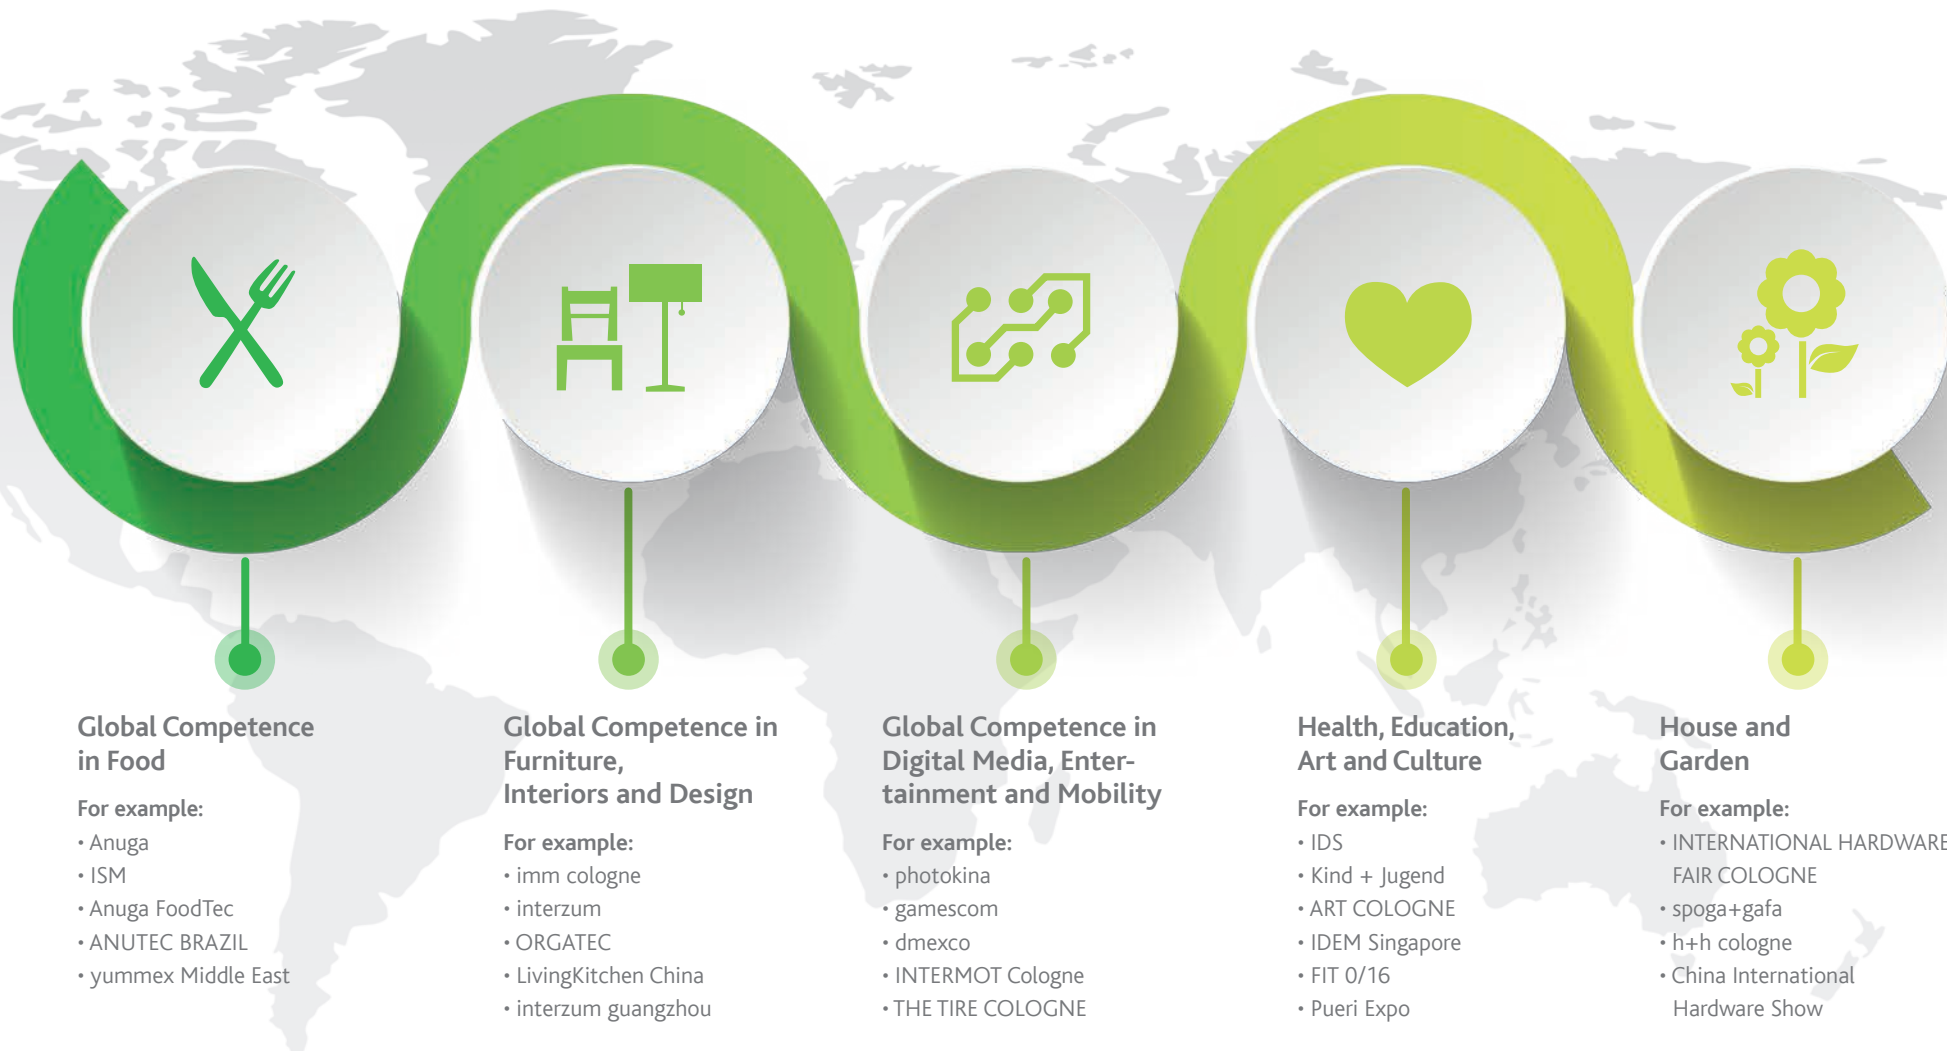 Global Competence
in Food
For example:
• Anuga
• ISM
• Anuga FoodTec
• ANUTEC BRAZIL
• yummex Middle East
Global Competence in
Furniture,
Interiors and Design
For example:
• imm cologne
• interzum
• ORGATEC
• LivingKitchen China
• interzum guangzhou
Global Competence in
Digital Media, Enter-
tainment and Mobility
For example:
• photokina
• gamescom
• dmexco
• INTERMOT Cologne
• THE TIRE COLOGNE
Health, Education,
Art and Culture
For example:
• IDS
• Kind + Jugend
• ART COLOGNE
• IDEM Singapore
• FIT 0/16
• Pueri Expo
House and
Garden
For example:
• INTERNATIONAL HARDWARE
FAIR COLOGNE
• spoga+gafa
• h+h cologne
• China International
Hardware Show